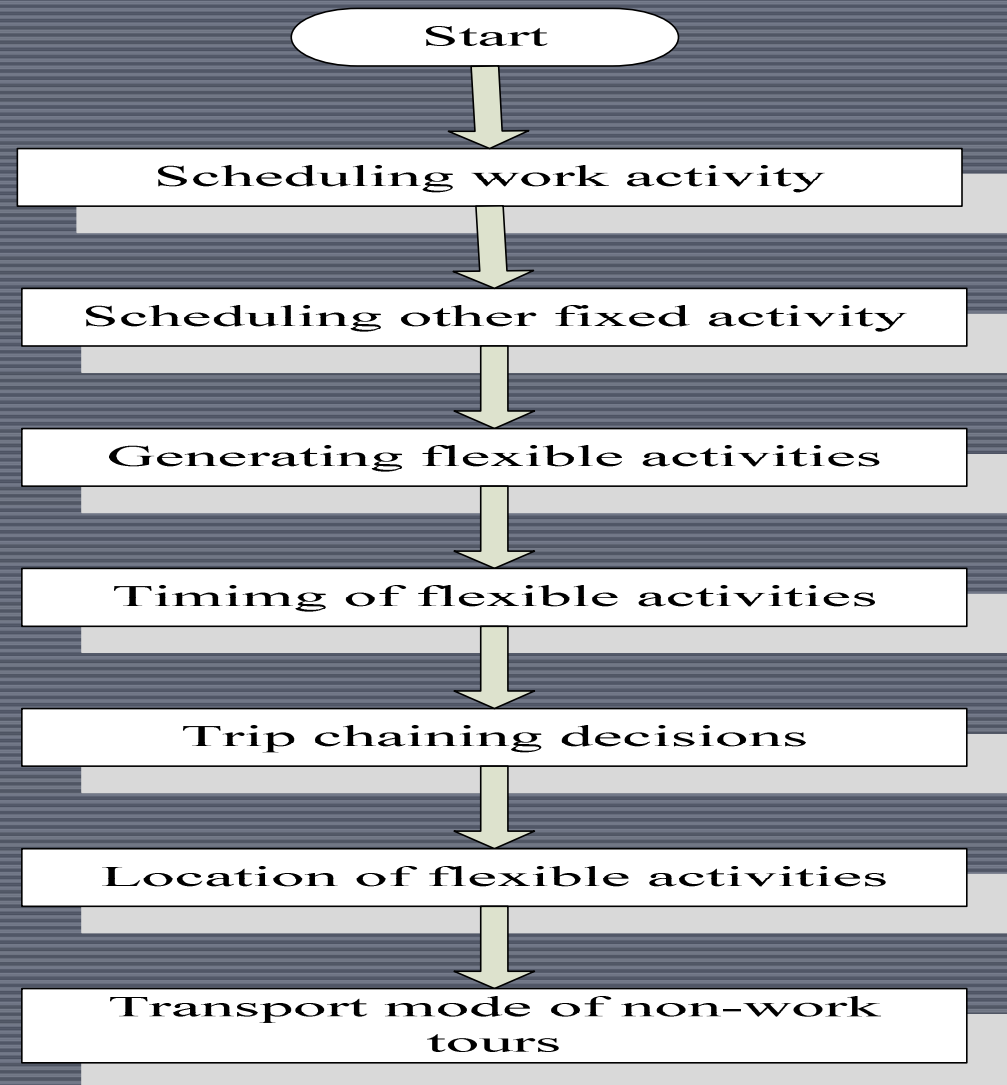 Start
Scheduling work activity
Scheduling other fixed activity
Generating flexible activities
Timimg of flexible activities
Trip chaining decisions
Location of flexible activities
Transport mode of non-work
tours